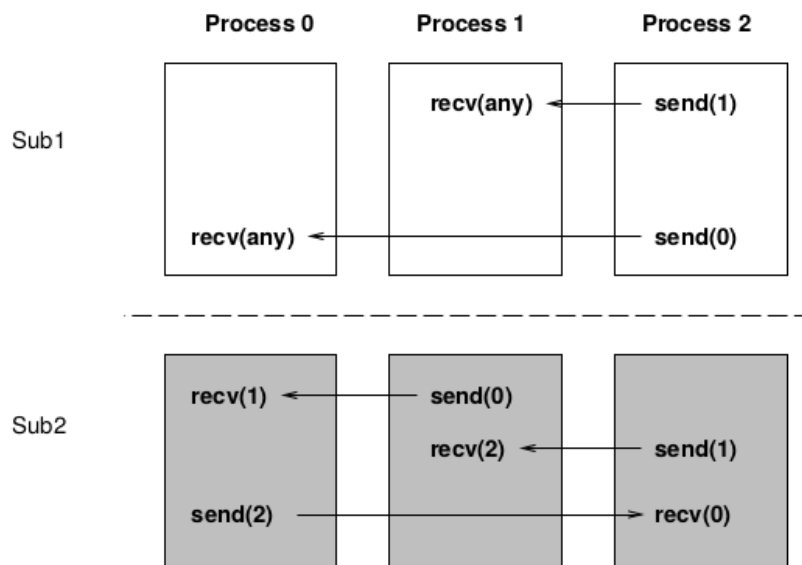 Process 0 Process 1 Process 2
recv(any) send(1)
Sub1
recv(any) send(0)
recv(1) send(0)
Sub2
recv(2) send(1)
send(2) recv(0)